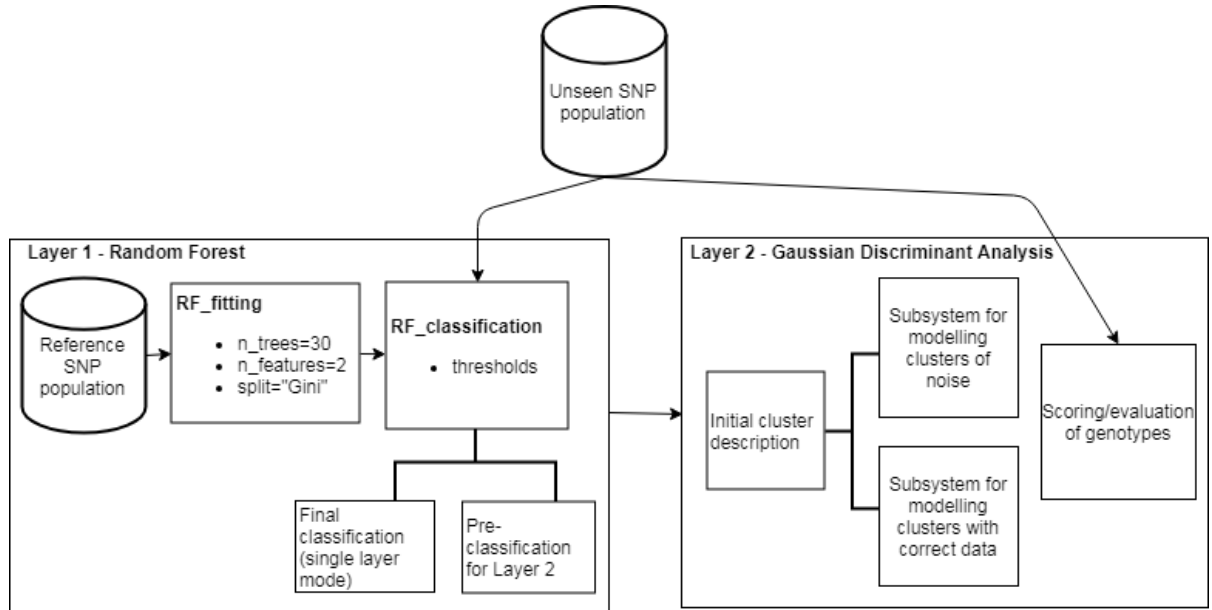 Unseen SNP
population
Layer 1 - Random Forest
Reference
SNP
population
RF_fitting
• n_trees=30
• n_features=2
• split="Gini"
RF_classification
• thresholds
Final
classification
(single layer
mode)
Pre-
classification
for Layer 2
Layer 2 - Gaussian Discriminant Analysis
Initial cluster
description
Subsystem for
modelling
clusters of
noise
Subsystem for
modelling
clusters with
correct data
Scoring/evaluation
of genotypes